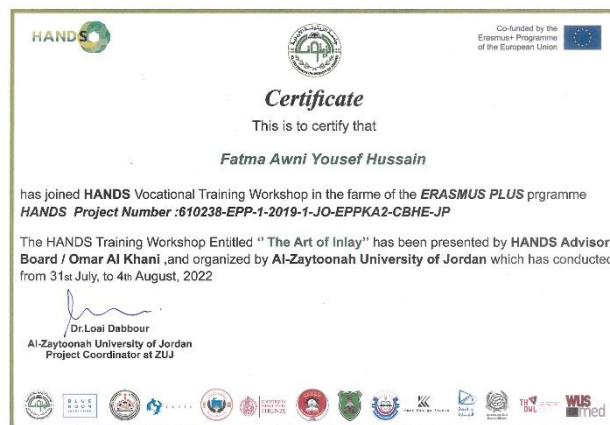 HANDS
Co-funded by the
Erasmus+ Programme
of the European Union
Certificate
This is to certify that
Fatma Awni Yousef Hussain
has joined HANDS Vocational Training Workshop in the farme of the ERASMUS PLUS prgramme
HANDS Project Number :610238-EPP-1-2019-1-JO-EPPKA2-CBHE-JP
The HANDS Training Workshop Entitled “ The Art of Inlay” has been presented by HANDS Advisor
Board / Omar Al Khani ,and organized by Al-Zaytoonah University of Jordan which has conducted
from 31st July, to 4th August, 2022
Dr.Loai Dabbour
Al-Zaytoonah University of Jordan
Project Coordinator at ZUJ
BLUE ROOM
FIRENZE
TH OWL
WUS med